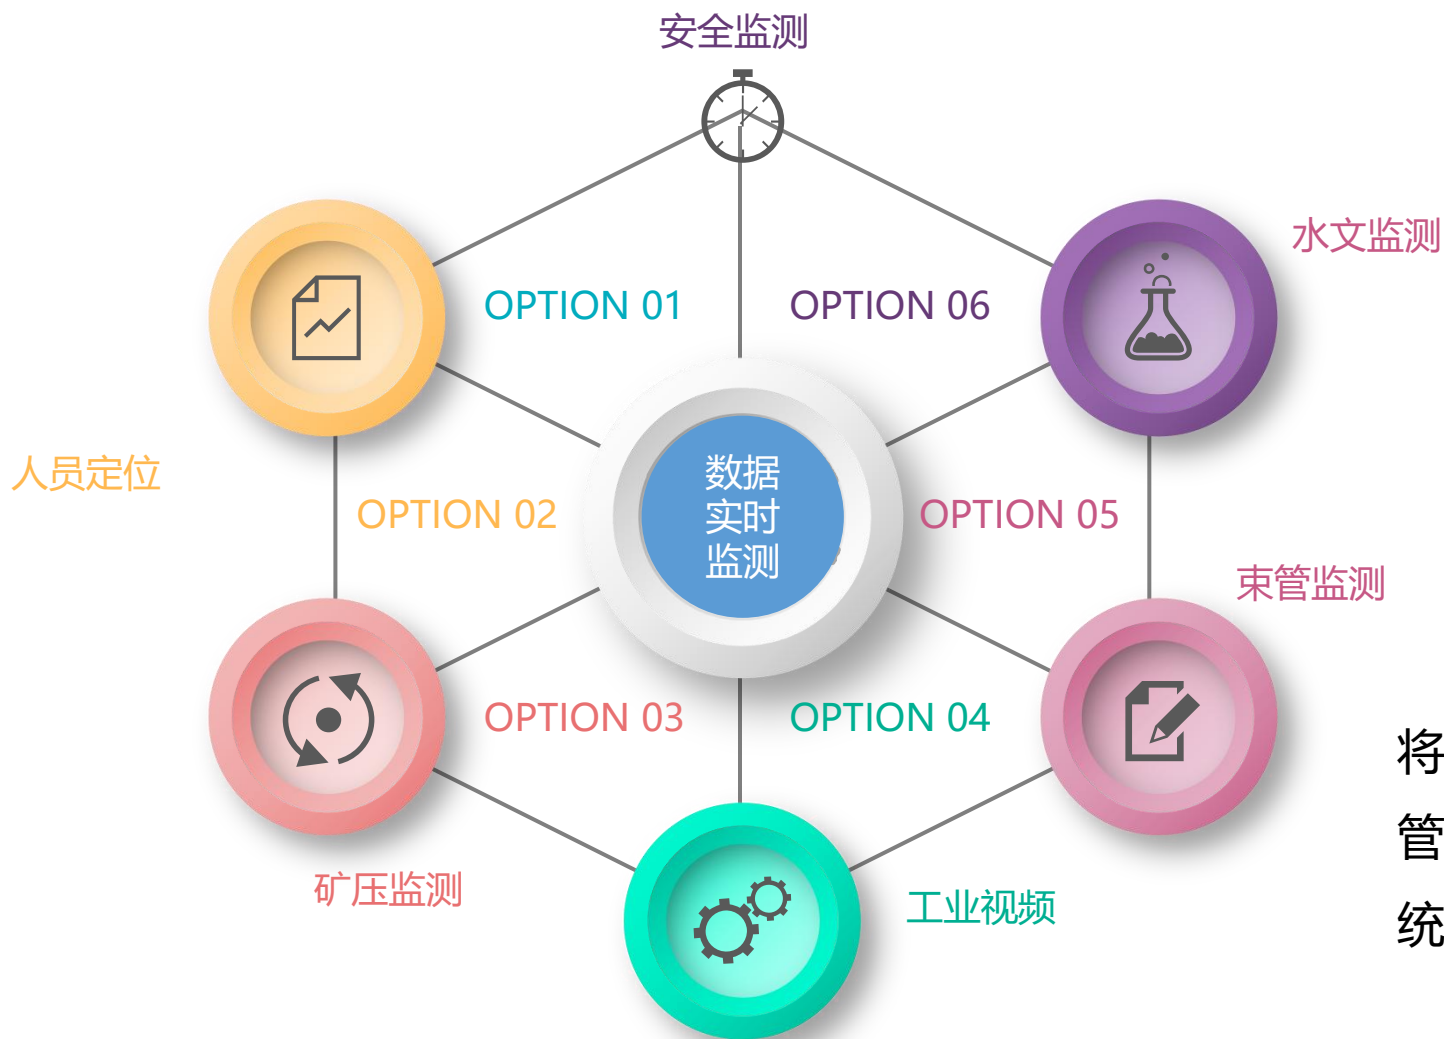 安全监测
水文监测
OPTION 01
OPTION 06
人员定位
数据
实时
监测
OPTION 02
OPTION 05
束管监测
OPTION 03
OPTION 04
将
管
统
矿压监测
工业视频